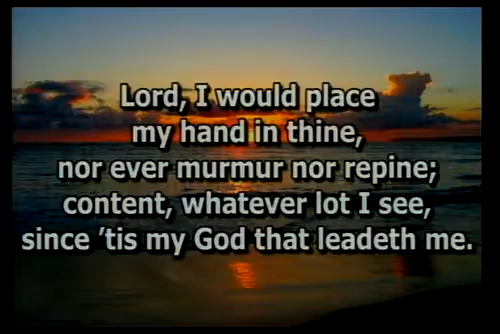 Lord, I would place
my hand in thine,
nor ever murmur nor repine;
content, whatever lot I see,
since ’tis my God that leadeth me.